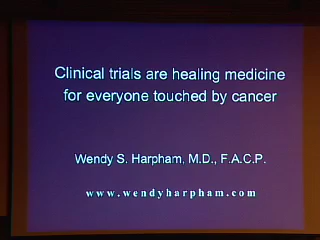 Clinical trials are healing medicine
for everyone touched by cancer
Wendy S. Harpham, M.D., F.A.C.P.
www.wendyharpham.com